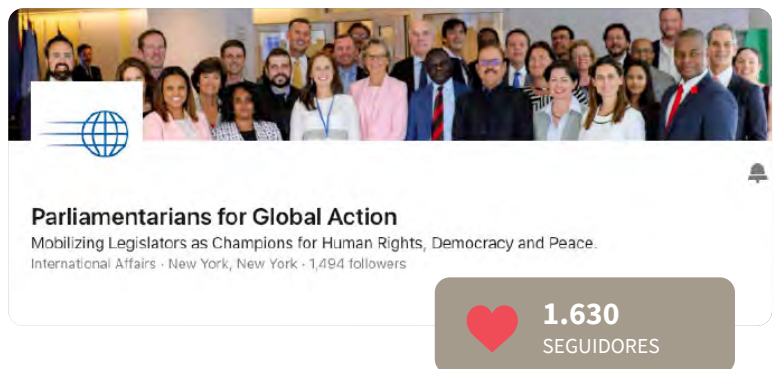 Parliamentarians for Global Action
Mobilizing Legislators as Champions for Human Rights, Democracy and Peace.
International Affairs · New York, New York · 1,494 followers
1.630
SEGUIDORES